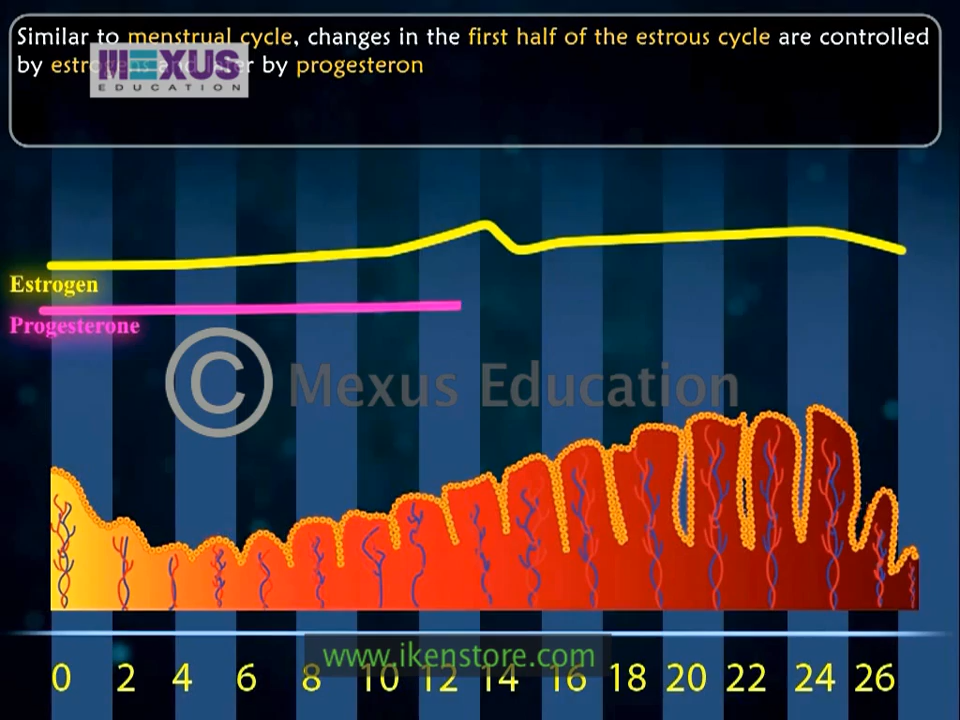 Similar to menstrual cycle, changes in the first half of the estrous cycle are controlled
by estrogens and later by progesteron
MEXUS
EDUCATION
Estrogen
Progesterone
© Mexus Education
www.ikenstore.com
0 2 4 6 8 10 12 14 16 18 20 22 24 26